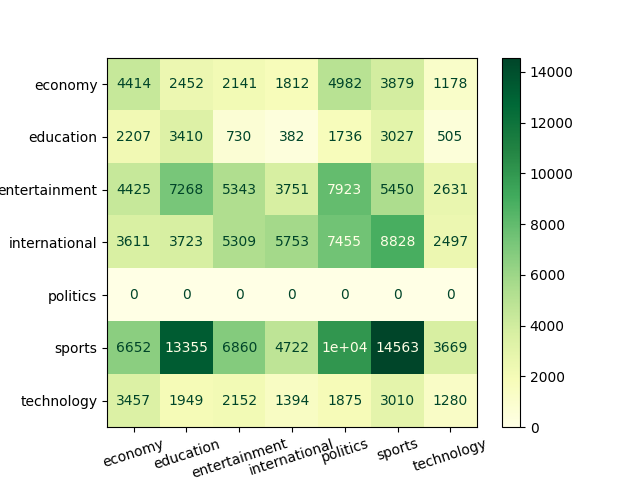 economy 4414 2452 2141 1812 4982 3879 1178
education 2207 3410 730 382 1736 3027 505
entertainment 4425 7268 5343 3751 7923 5450 2631
international 3611 3723 5309 5753 7455 8828 2497
politics 0 0 0 0 0 0 0
sports 6652 13355 6860 4722 1e+04 14563 3669
technology 3457 1949 2152 1394 1875 3010 1280
economy education entertainment international politics sports technology
14000
12000
10000
8000
6000
4000
2000
0